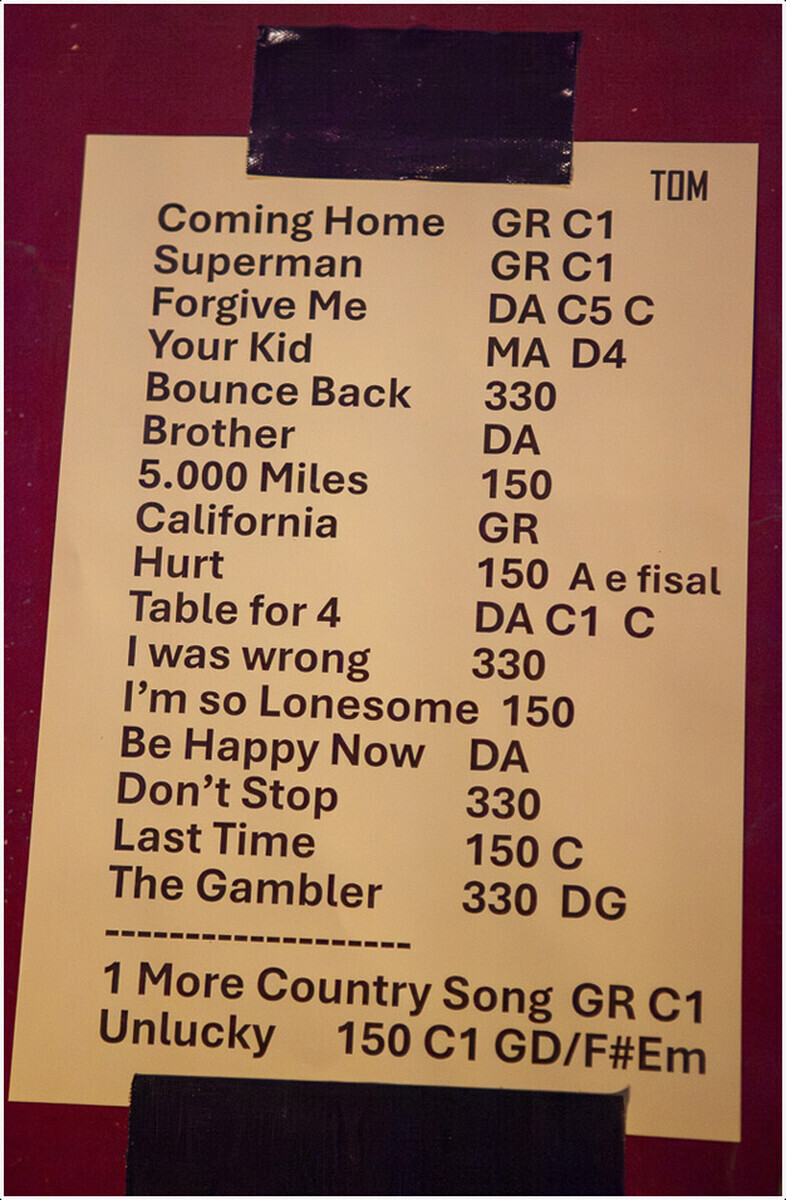 TOM
Coming Home GR C1
Superman GR C1
Forgive Me DA C5 C
Your Kid MA D4
Bounce Back 330
Brother DA
5.000 Miles 150
California GR
Hurt 150 A e fisal
Table for 4 DA C1 C
I was wrong 330
I’m so Lonesome 150
Be Happy Now DA
Don’t Stop 330
Last Time 150 C
The Gambler 330 DG
-------------------
1 More Country Song GR C1
Unlucky 150 C1 GD/F#Em